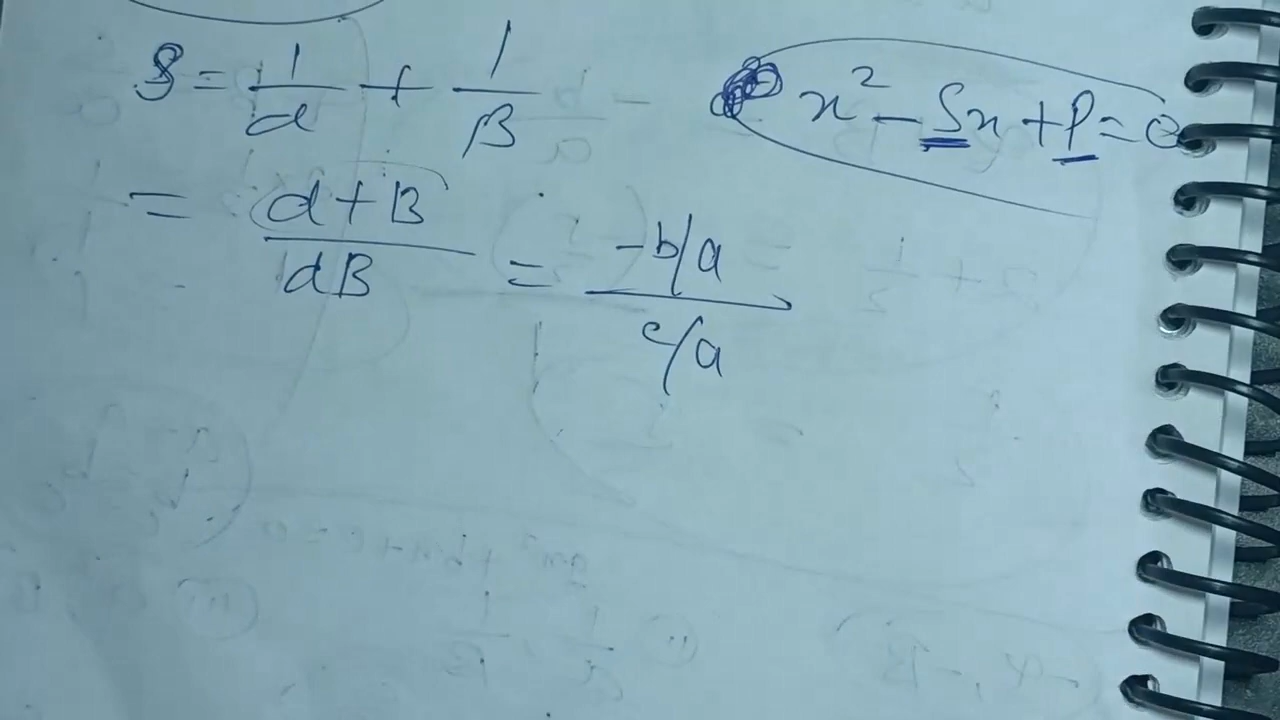 S = 1/α + 1/β
x² - Sx + P = 0
= α + β / αβ = -b/a / c/a